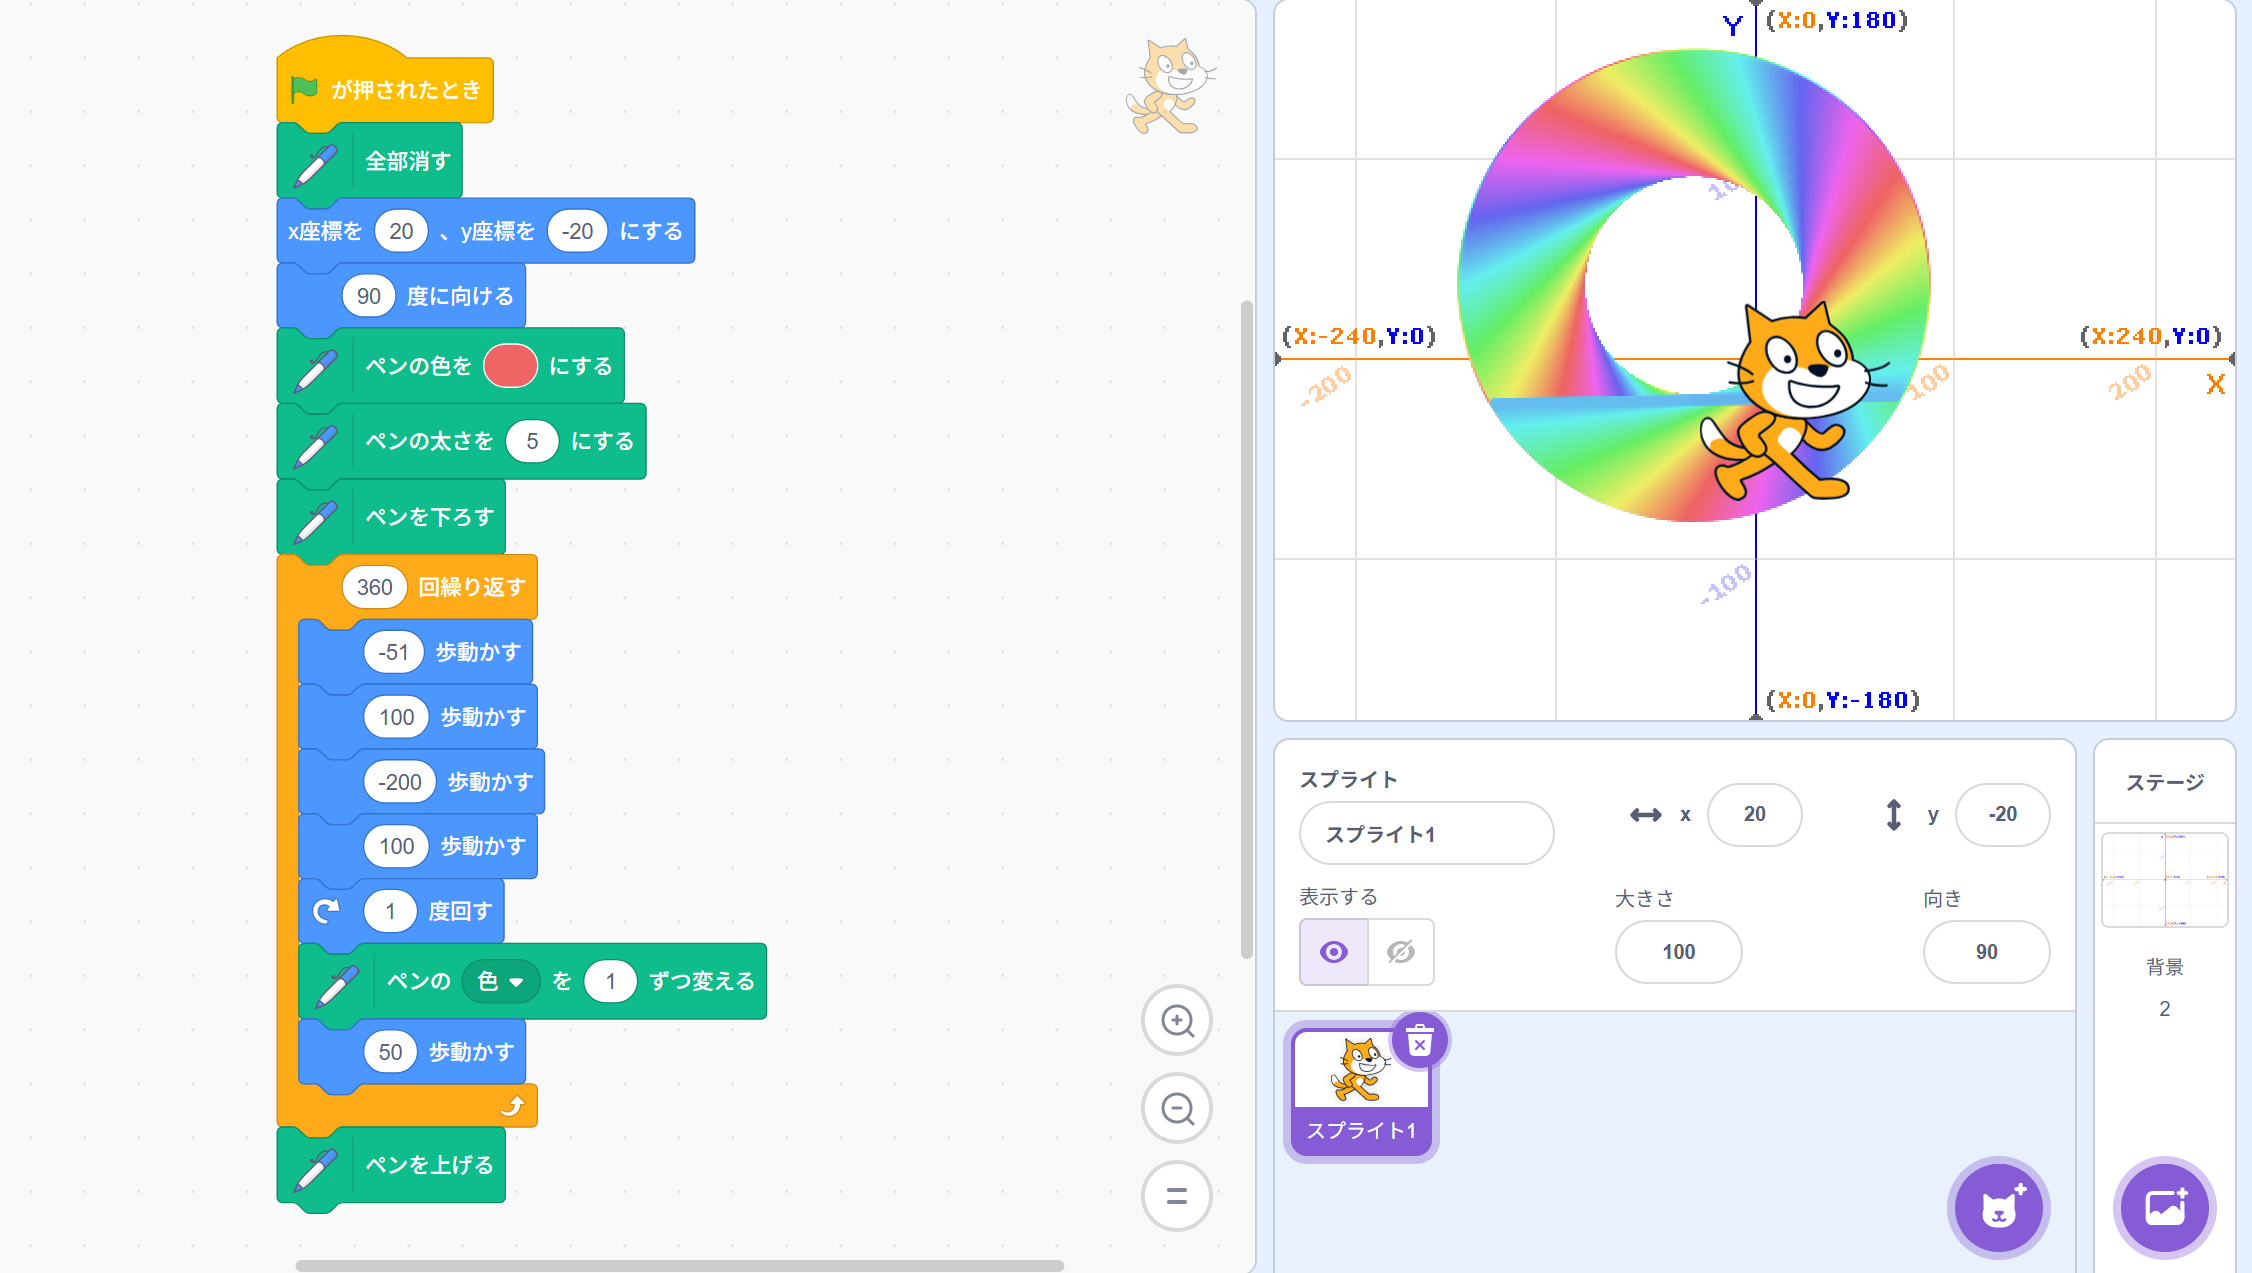 が押されたとき
全部消す
x座標を 20 、y座標を -20 にする
90 度に向ける
ペンの色を にする
ペンの太さを 5 にする
ペンを下ろす
360 回繰り返す
-51 歩動かす
100 歩動かす
-200 歩動かす
100 歩動かす
1 度回す
ペンの 色 を 1 ずつ変える
50 歩動かす
ペンを上げる
Y (X:0,Y:180)
(X:-240,Y:0)
(X:240,Y:0)
-200
100
200
X
-100
(X:0,Y:-180)
スプライト
スプライト1
x 20
y -20
表示する
大きさ
100
向き
90
スプライト1
ステージ
背景
2